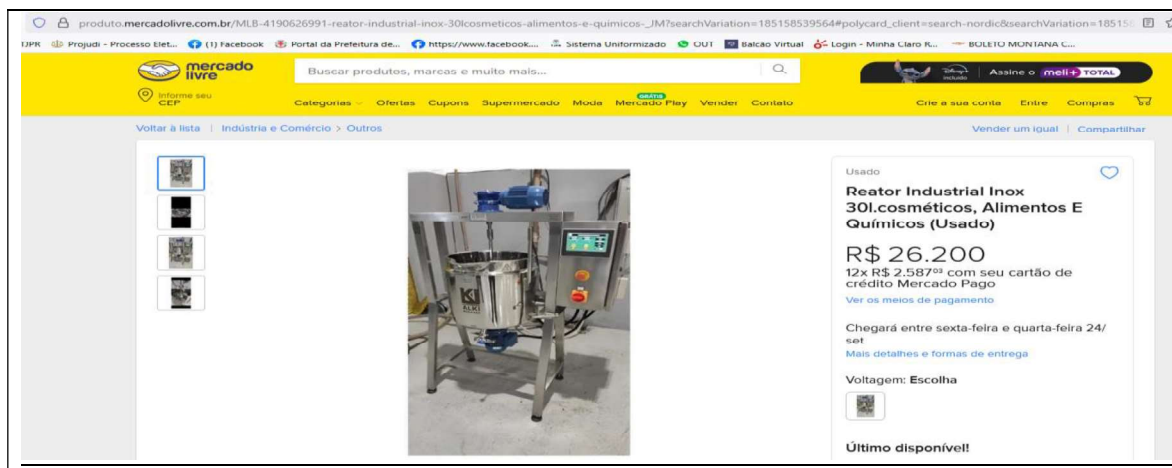 produto.mercadolivre.com.br/MLB-4190626991-reator-industrial-inox-30lcosmeticos-alimentos-e-quimicos-_JM?searchVariation=185158539564#polycard_client=search-nordic&searchVariation=18515
TJPR Projudi - Processo Elet... (1) Facebook Portal da Prefeitura de... https://www.facebook.... Sistema Uniformizado OUT Balcão Virtual Login - Minha Claro R... BOLETO MONTANA C...
mercado
livre
Buscar produtos, marcas e muito mais...
Disney+
Incluído
Assine o meli+ TOTAL
Informe seu
CEP
GRÁTIS
Categorias Ofertas Cupons Supermercado Moda Mercado Play Vender Contato
Crie a sua conta Entre Compras
Voltar à lista | Indústria e Comércio > Outros
Vender um igual | Compartilhar
KI
ALKI
Usado
Reator Industrial Inox
30l.cosméticos, Alimentos E
Químicos (Usado)
R$ 26.200
12x R$ 2.587⁰³ com seu cartão de
crédito Mercado Pago
Ver os meios de pagamento
Chegará entre sexta-feira e quarta-feira 24/
set
Mais detalhes e formas de entrega
Voltagem: Escolha
Último disponível!